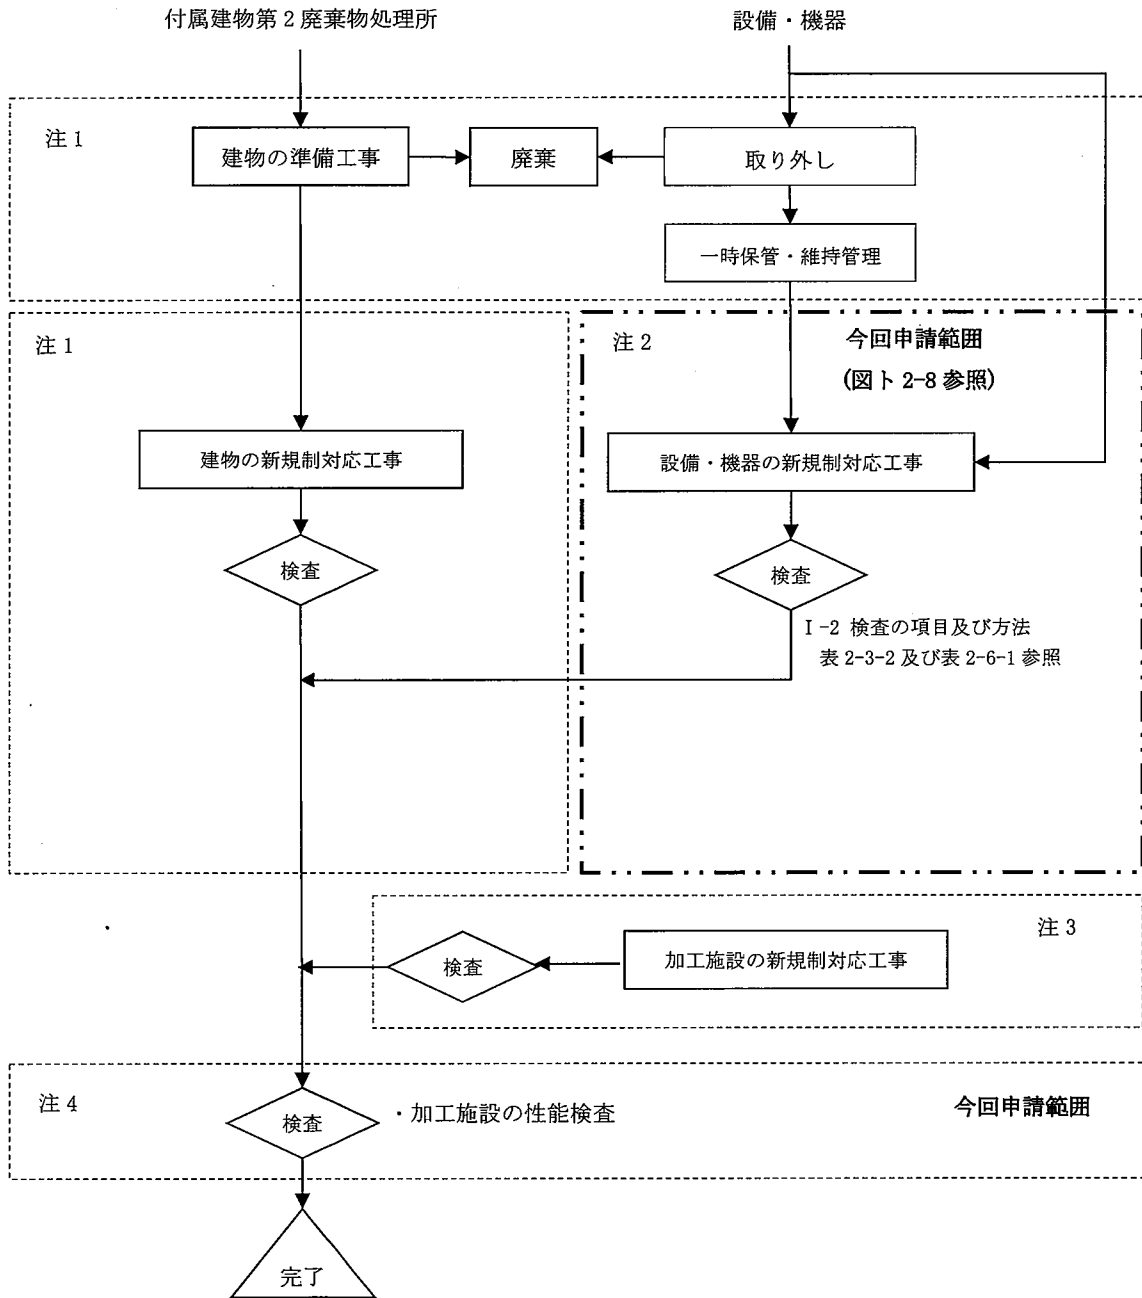 付属建物第2廃棄物処理所
設備・機器
注1
建物の準備工事
廃棄
取り外し
一時保管・維持管理
注1
注2
今回申請範囲
(図ト2-8参照)
建物の新規制対応工事
設備・機器の新規制対応工事
検査
検査
Ⅰ-2 検査の項目及び方法
表2-3-2及び表2-6-1参照
注3
検査
加工施設の新規制対応工事
注4
検査
・加工施設の性能検査
今回申請範囲
完了